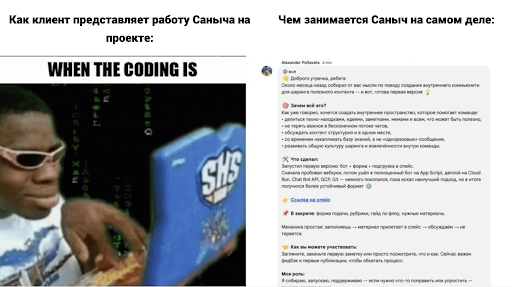 Как клиент представляет работу Саныча на
проекте:
WHEN THE CODING IS
SHS
Чем занимается Саныч на самом деле:
Alexander Poltavets 4 мин
@все
👋 Доброго утречка, ребята
Около месяца назад собирал от вас мысли по поводу создания внутреннего коммьюнити
для шаринга полезного контента — и вот, готова первая версия 💡
🎯 Зачем всё это?
Как уже говорил, хочется создать внутреннее пространство, которое помогает команде:
• делиться техно-находками, идеями, заметками, мемами и всем, что может быть полезно,
• не терять важное в бесконечном потоке чатов,
• обсуждать контент структурно и в одном месте,
• со временем накапливать базу знаний, а не «одноразовые» сообщения,
• развивать общую культуру шаринга и вовлечённости внутри команды.
🛠 Что сделал:
Запустил первую версию: бот + форма + подгрузка в спейс.
Сначала пробовал вебхуки, потом ушёл в полноценный бот на App Script, деплой на Cloud
Run, Chat Bot API, GCP, Git — немного покопался, пока искал наилучший подход, но в итоге
получился более устойчивый формат ⚙️
👉 Ссылка на спейс
📌 В закрепе: форма подачи, рубрики, гайд по флоу, нужные материалы.
Механика простая: заполняешь → материал прилетает в спейс → обсуждаем → не
теряется.
🤝 Как вы можете участвовать:
Загляните, закиньте первую заметку или просто посмотрите, что и как. Сейчас важен
фидбэк и первые публикации, чтобы обкатать процесс.
Моя роль:
Я собираю, запускаю, поддерживаю — если нужно что-то поправить или упростить —